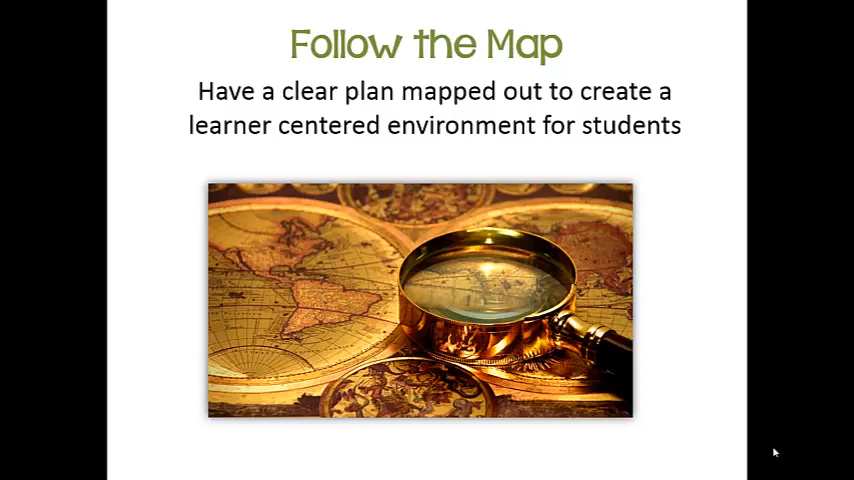 Follow the Map
Have a clear plan mapped out to create a
learner centered environment for students